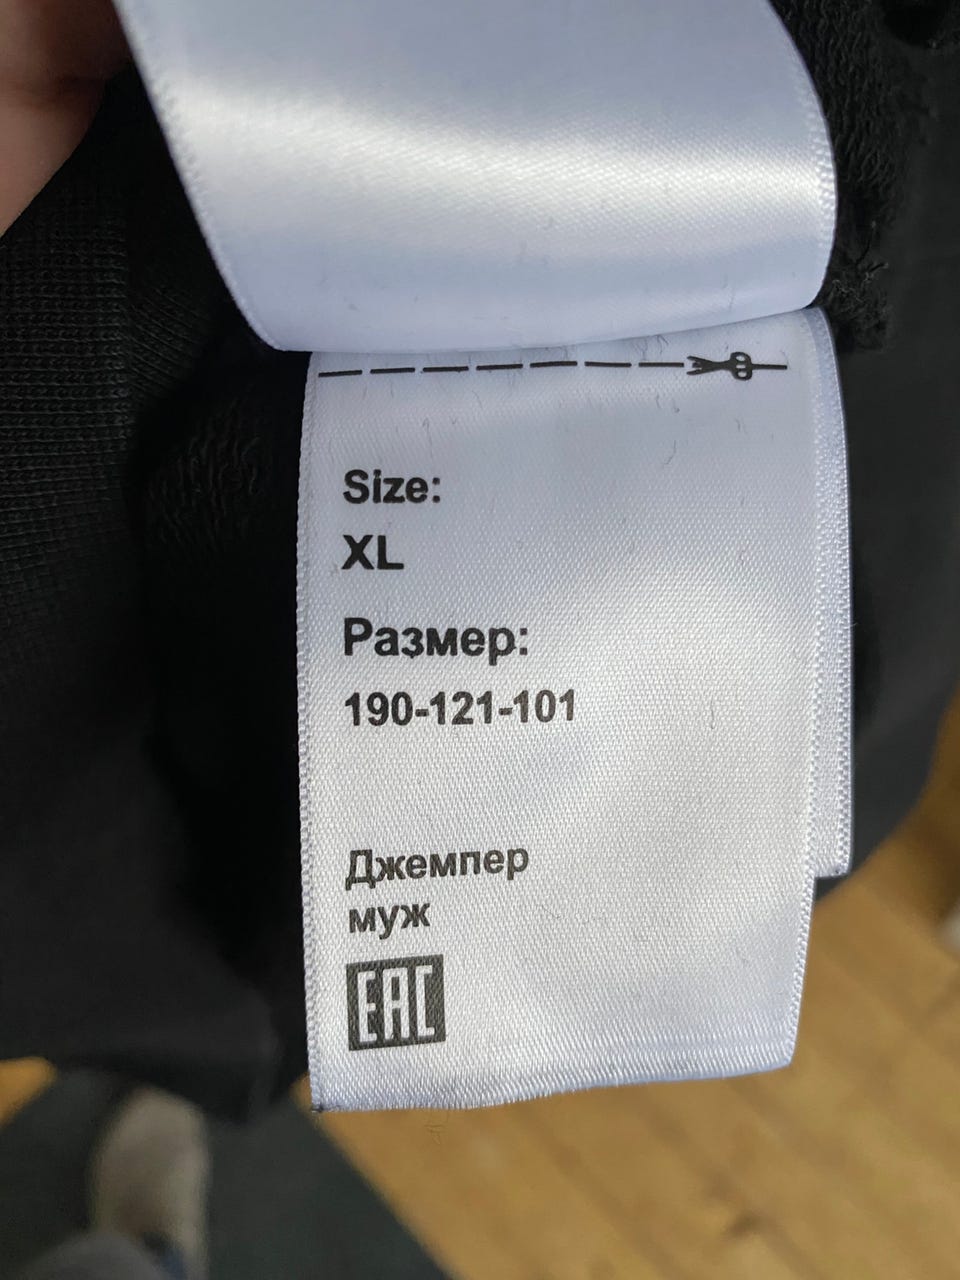 Size:
XL
Размер:
190-121-101
Джемпер
муж
EAC